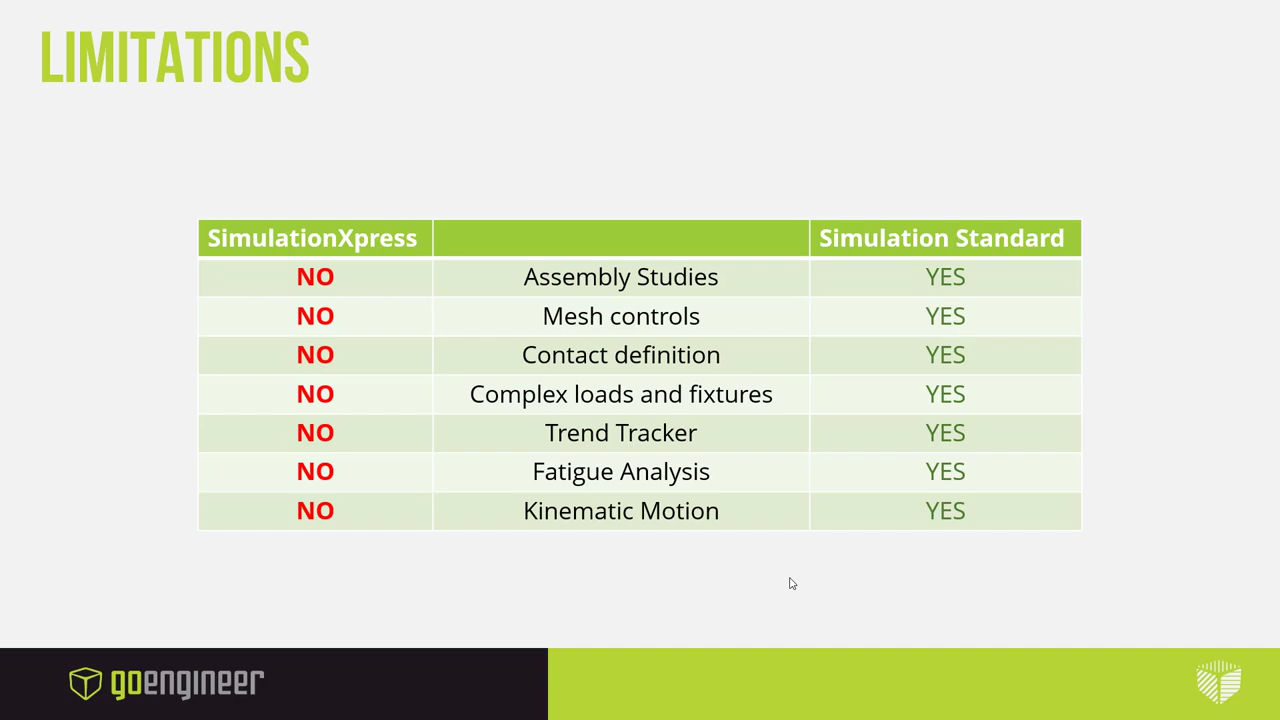 LIMITATIONS
SimulationXpress Simulation Standard
NO Assembly Studies YES
NO Mesh controls YES
NO Contact definition YES
NO Complex loads and fixtures YES
NO Trend Tracker YES
NO Fatigue Analysis YES
NO Kinematic Motion YES
goengineer